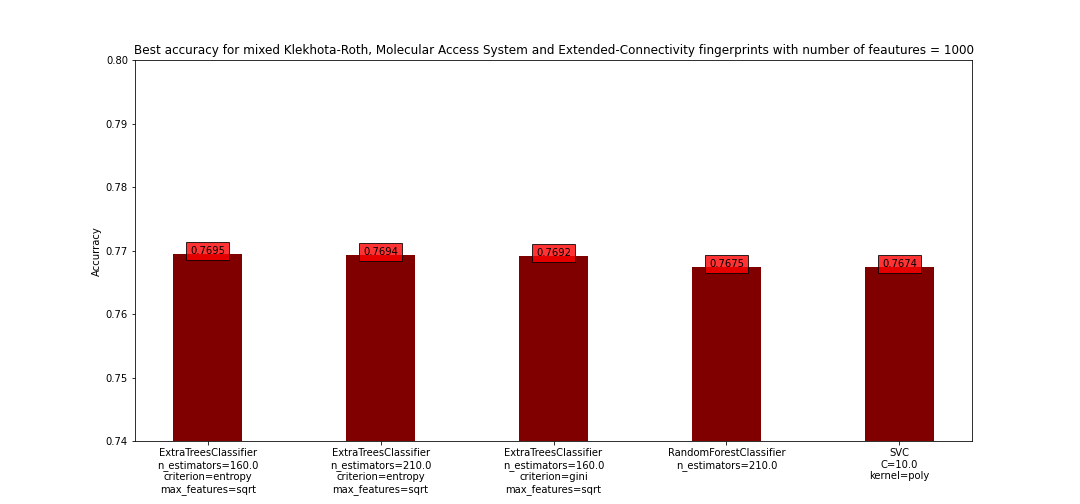 Best accuracy for mixed Klekhota-Roth, Molecular Access System and Extended-Connectivity fingerprints with number of feautures = 1000
0.80
0.79
0.78
0.77
0.76
0.75
0.74
Accurracy
0.7695
0.7694
0.7692
0.7675
0.7674
ExtraTreesClassifier
n_estimators=160.0
criterion=entropy
max_features=sqrt
ExtraTreesClassifier
n_estimators=210.0
criterion=entropy
max_features=sqrt
ExtraTreesClassifier
n_estimators=160.0
criterion=gini
max_features=sqrt
RandomForestClassifier
n_estimators=210.0
SVC
C=10.0
kernel=poly